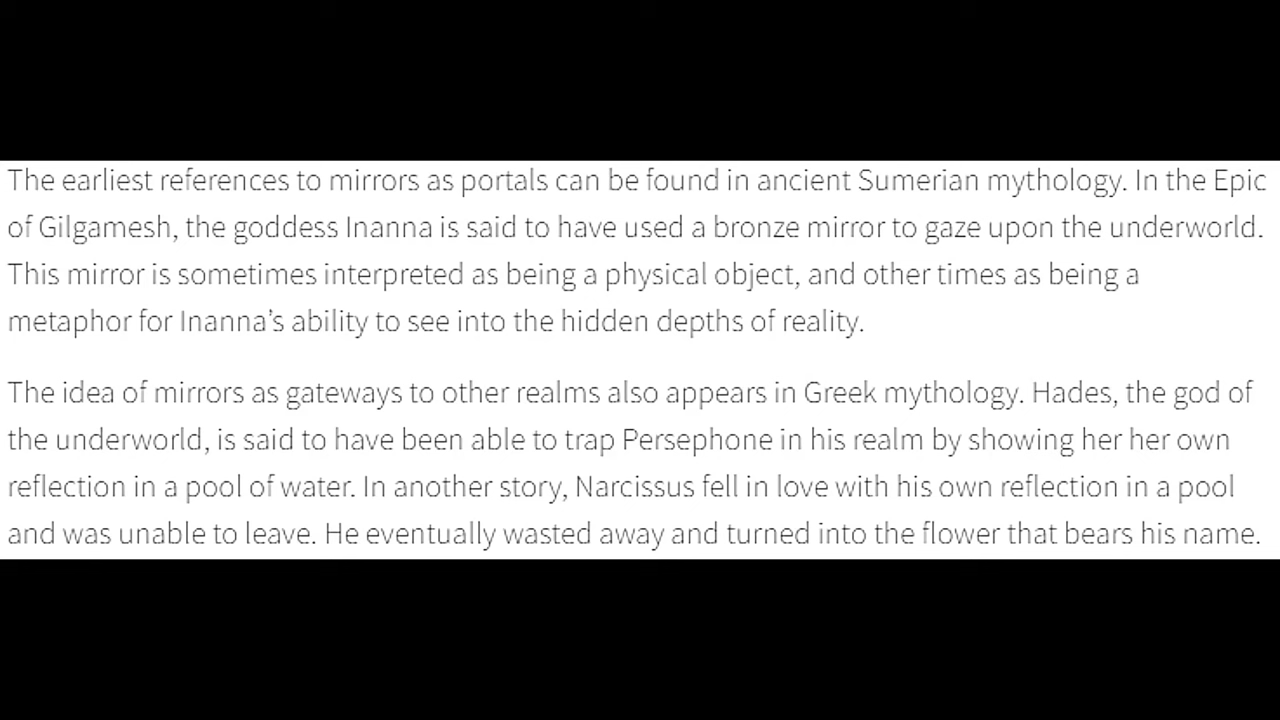 The earliest references to mirrors as portals can be found in ancient Sumerian mythology. In the Epic
of Gilgamesh, the goddess Inanna is said to have used a bronze mirror to gaze upon the underworld.
This mirror is sometimes interpreted as being a physical object, and other times as being a
metaphor for Inanna’s ability to see into the hidden depths of reality.
The idea of mirrors as gateways to other realms also appears in Greek mythology. Hades, the god of
the underworld, is said to have been able to trap Persephone in his realm by showing her her own
reflection in a pool of water. In another story, Narcissus fell in love with his own reflection in a pool
and was unable to leave. He eventually wasted away and turned into the flower that bears his name.